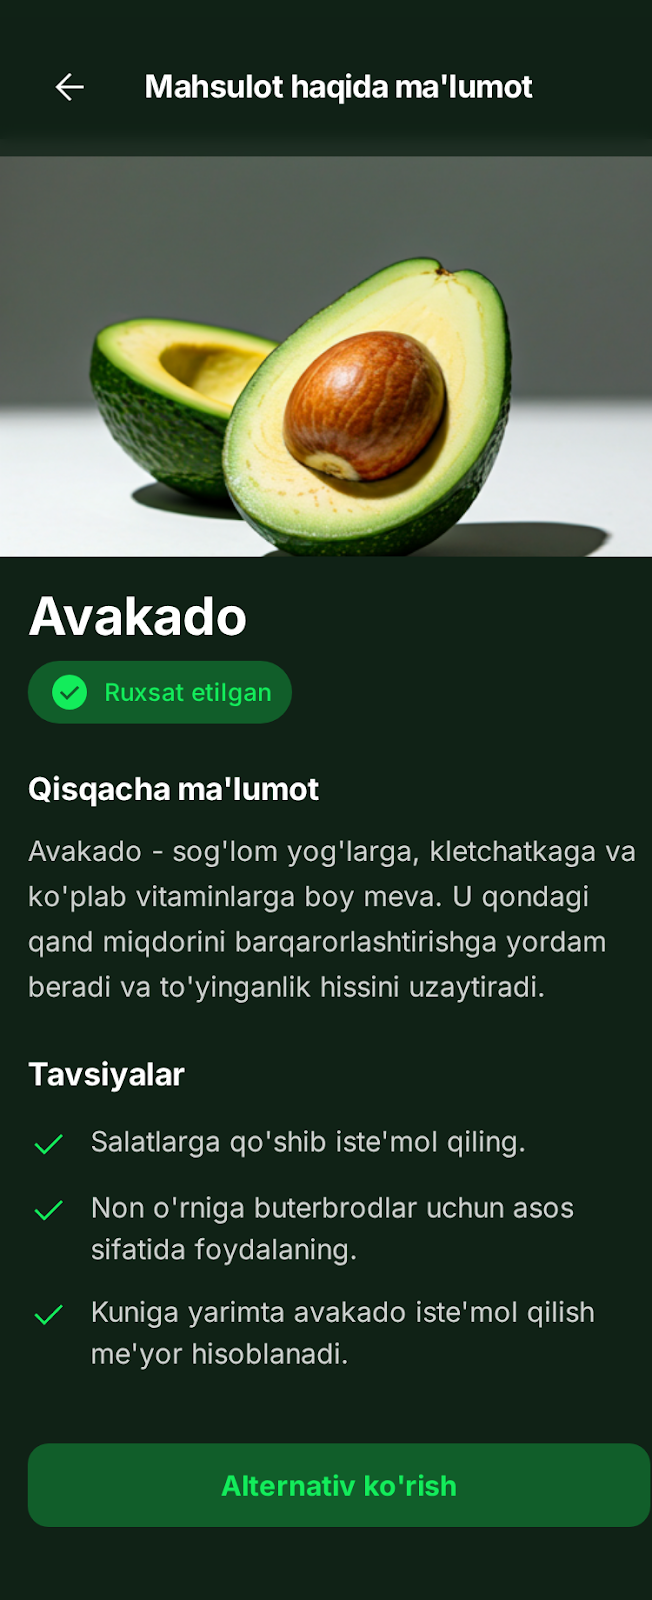 Mahsulot haqida ma'lumot
Avakado
Ruxsat etilgan
Qisqacha ma'lumot
Avakado - sog'lom yog'larga, kletchatkaga va
ko'plab vitaminlarga boy meva. U qondagi
qand miqdorini barqarorlashtirishga yordam
beradi va to'yinganlik hissini uzaytiradi.
Tavsiyalar
Salatlarga qo'shib iste'mol qiling.
Non o'rniga buterbrodlar uchun asos
sifatida foydalaning.
Kuniga yarimta avakado iste'mol qilish
me'yor hisoblanadi.
Alternativ ko'rish